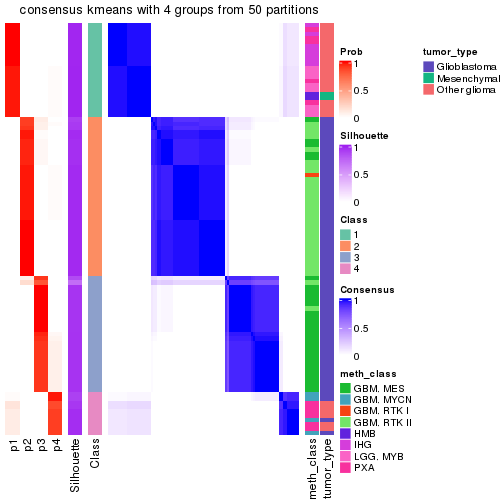 consensus kmeans with 4 groups from 50 partitions
Prob
1
0.5
0
tumor_type
Glioblastoma
Mesenchymal
Other glioma
Silhouette
1
0.5
0
Class
1
2
3
4
Consensus
1
0.5
0
meth_class
GBM. MES
GBM. MYCN
GBM. RTK I
GBM. RTK II
HMB
IHG
LGG. MYB
PXA
p1
p2
p3
p4
Silhouette
Class
meth_class
tumor_type